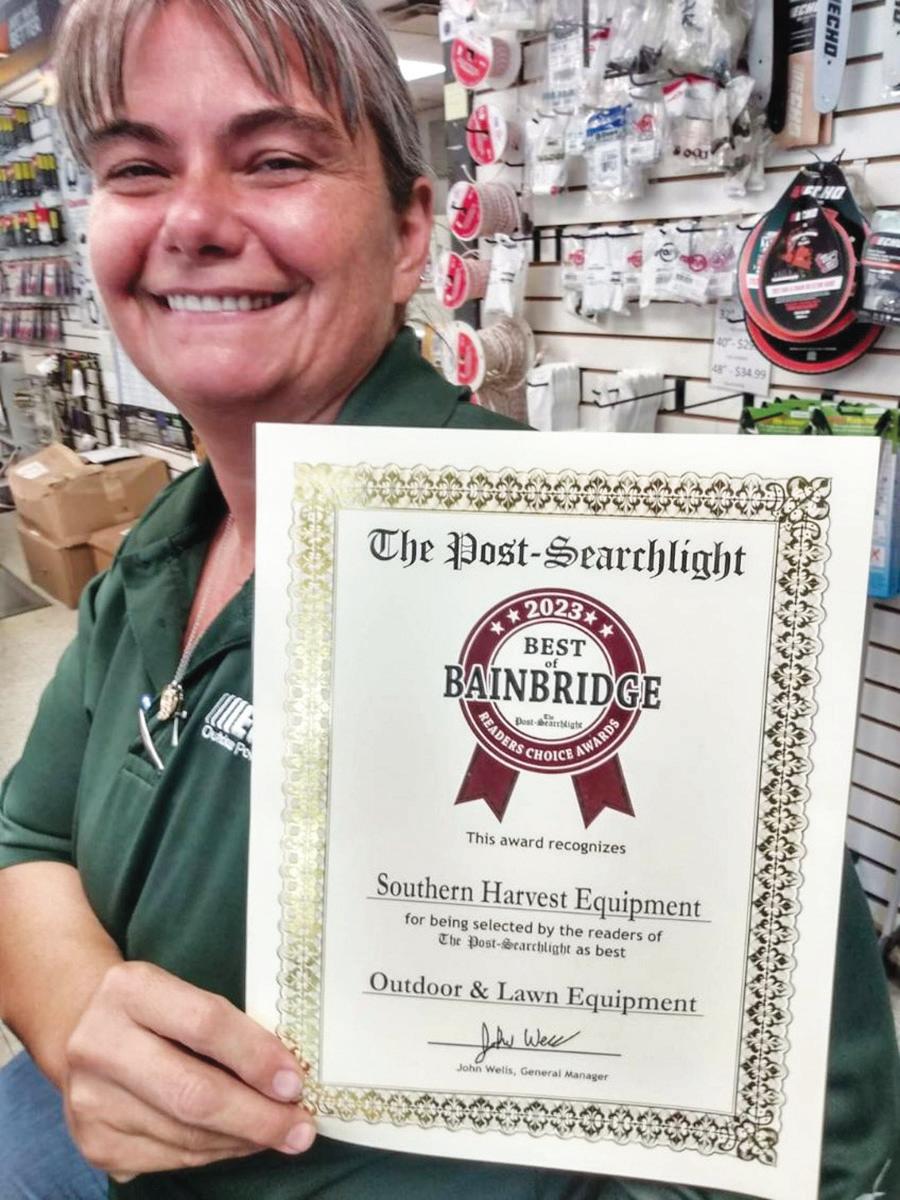 The Post-Searchlight
2023
BEST
of
BAINBRIDGE
The
Post-Searchlight
READERS CHOICE AWARDS
This award recognizes
Southern Harvest Equipment
for being selected by the readers of
The Post-Searchlight as best
Outdoor & Lawn Equipment
John Wells, General Manager
ECHO
ECHO
ECHO
48" - $34.99